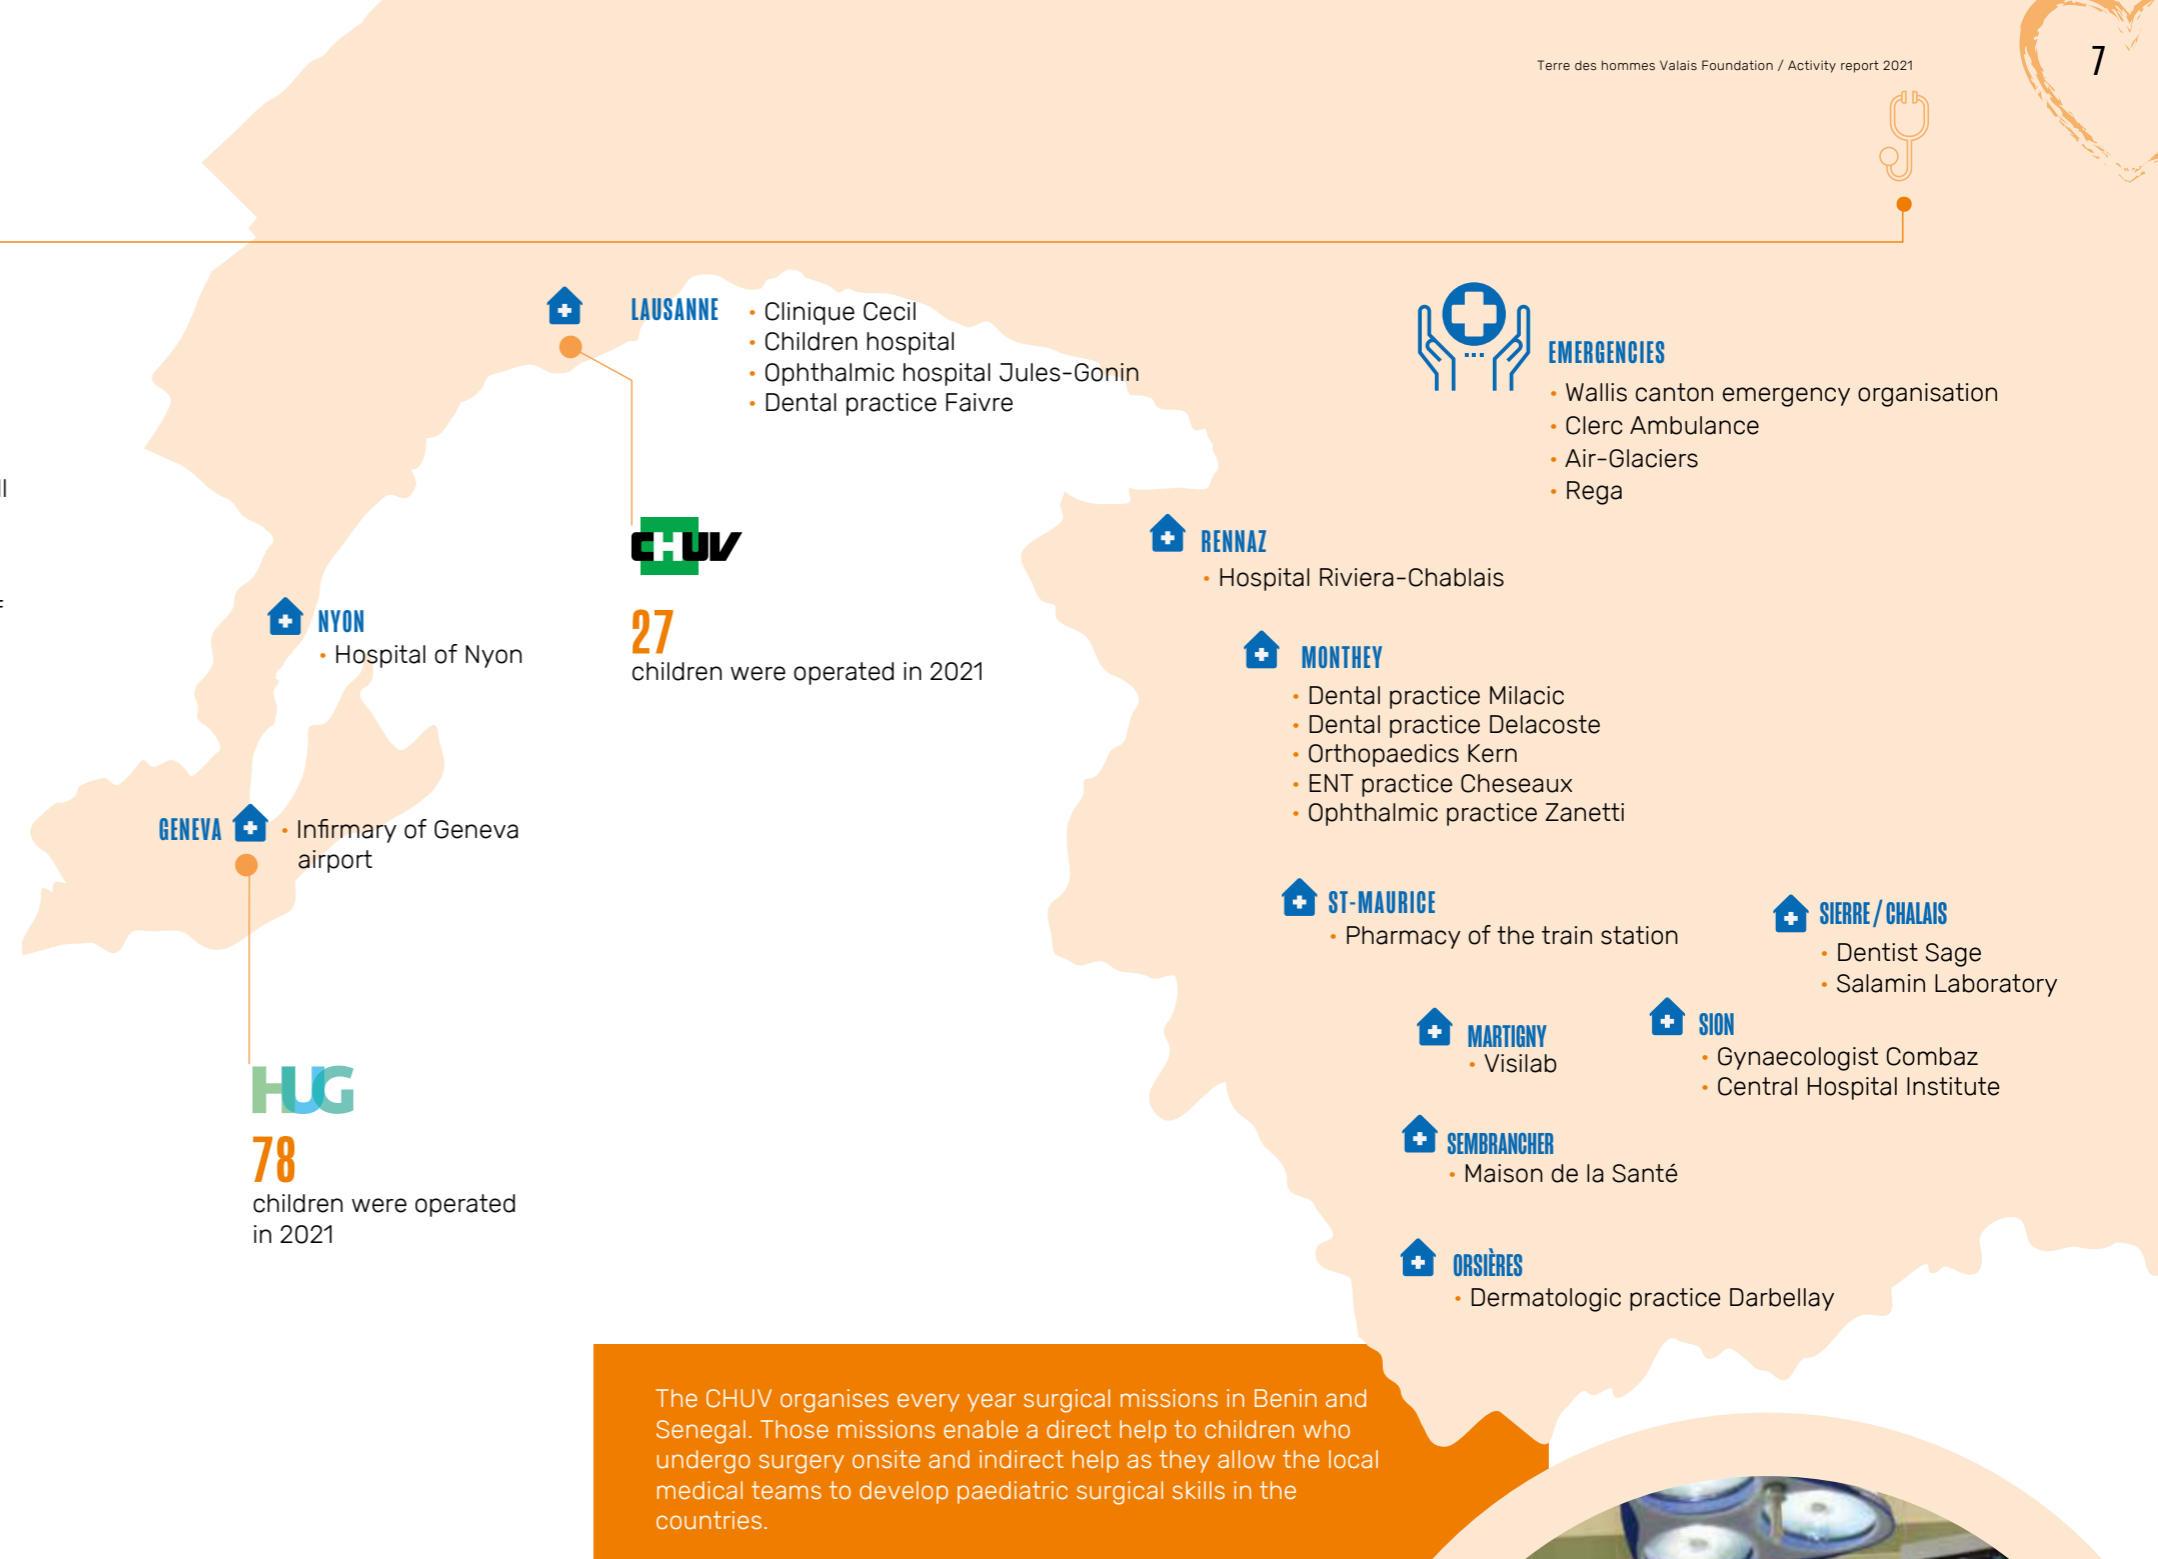 Terre des hommes Valais Foundation / Activity report 2021
7
LAUSANNE
• Clinique Cecil
• Children hospital
• Ophthalmic hospital Jules-Gonin
• Dental practice Faivre
EMERGENCIES
• Wallis canton emergency organisation
• Clerc Ambulance
• Air-Glaciers
• Rega
CHUV
27
children were operated in 2021
NYON
• Hospital of Nyon
GENEVA
• Infirmary of Geneva
airport
HUG
78
children were operated
in 2021
RENNAZ
• Hospital Riviera-Chablais
MONTHEY
• Dental practice Milacic
• Dental practice Delacoste
• Orthopaedics Kern
• ENT practice Cheseaux
• Ophthalmic practice Zanetti
ST-MAURICE
• Pharmacy of the train station
SIERRE / CHALAIS
• Dentist Sage
• Salamin Laboratory
MARTIGNY
• Visilab
SION
• Gynaecologist Combaz
• Central Hospital Institute
SEMBRANCHER
• Maison de la Santé
ORSIÈRES
• Dermatologic practice Darbellay
The CHUV organises every year surgical missions in Benin and
Senegal. Those missions enable a direct help to children who
undergo surgery onsite and indirect help as they allow the local
medical teams to develop paediatric surgical skills in the
countries.